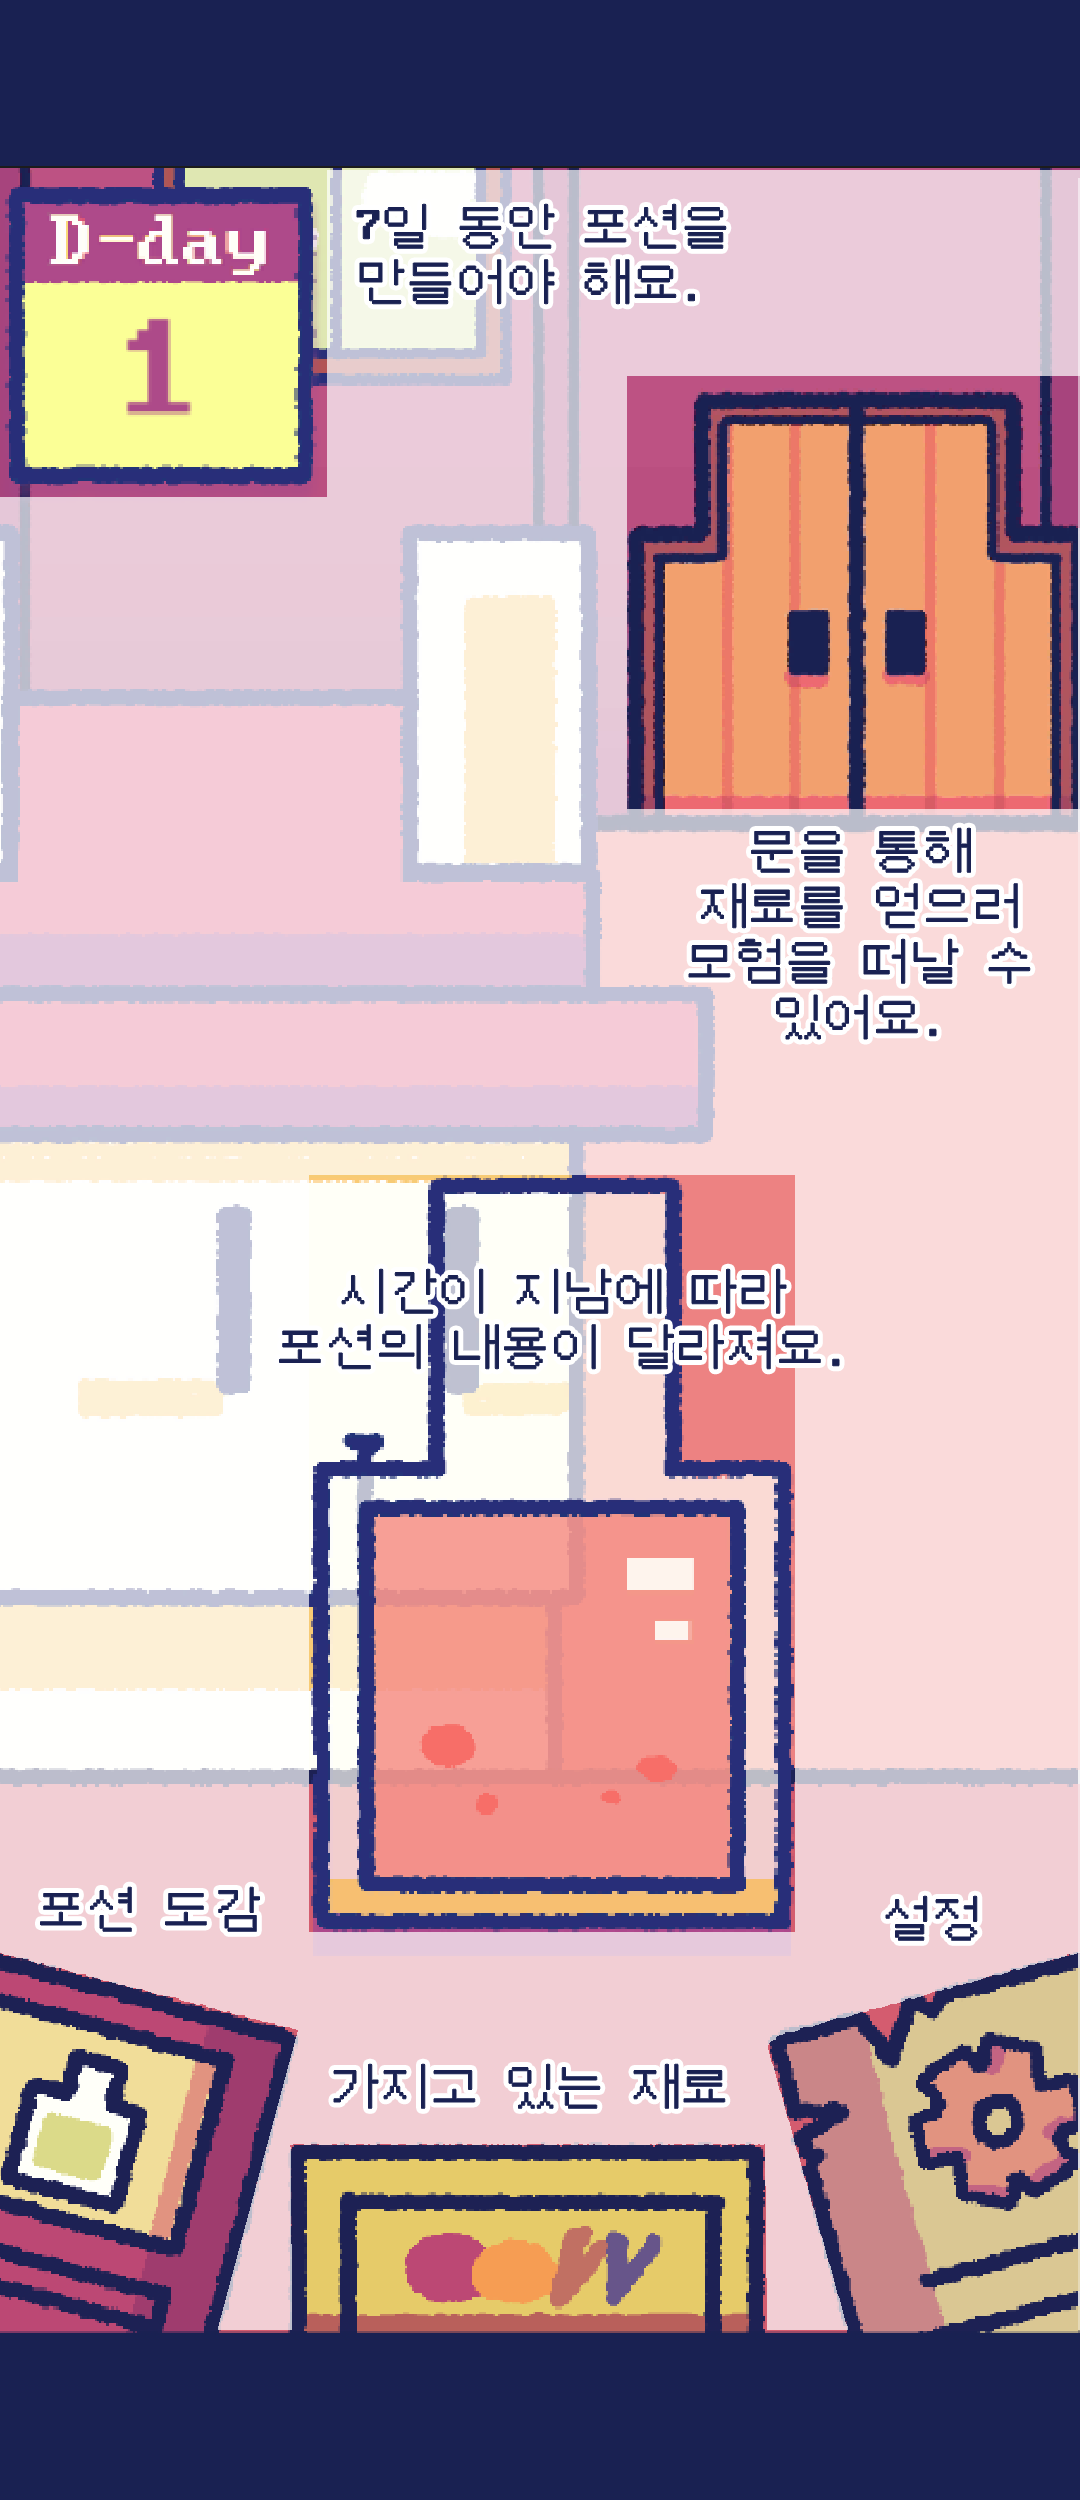 D-day
1
7일 동안 포션을
만들어야 해요.
문을 통해
재료를 얻으러
모험을 떠날 수
있어요.
시간이 지남에 따라
포션의 내용이 달라져요.
포션 도감
설정
가지고 있는 재료